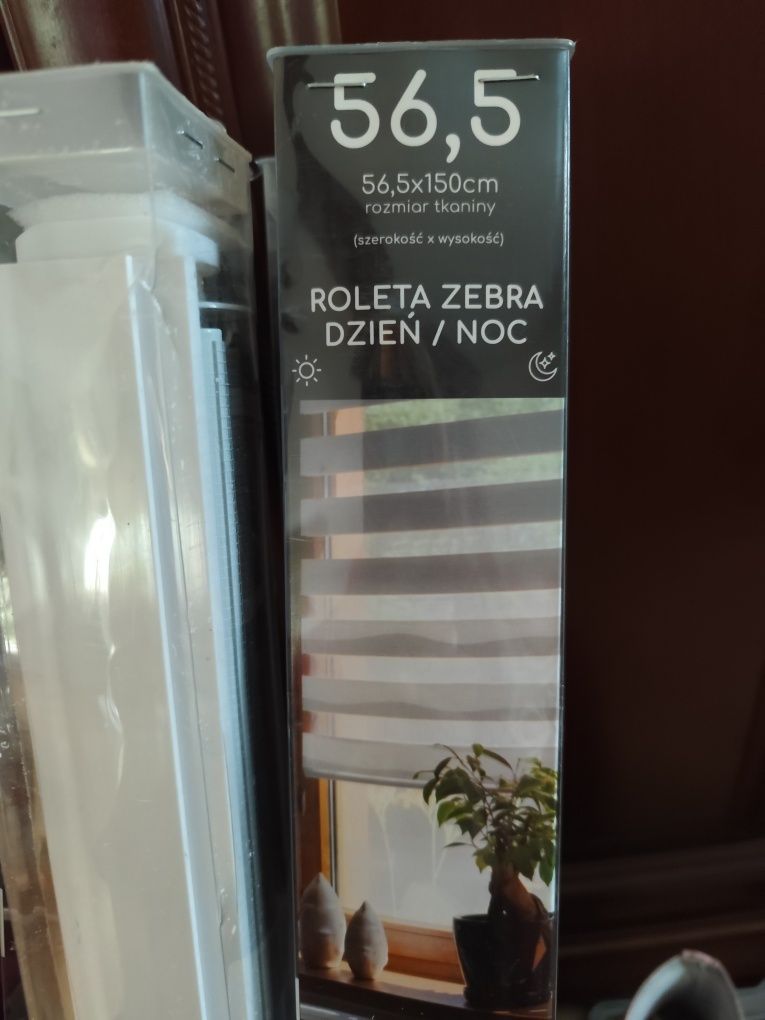 56,5
56,5x150cm
rozmiar tkaniny
(szerokość x wysokość)
ROLETA ZEBRA
DZIEŃ / NOC